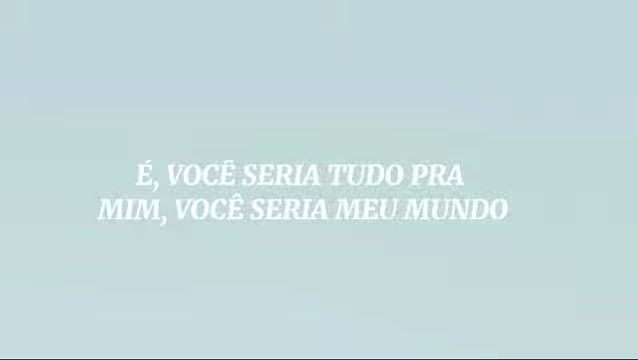 É, VOCÊ SERIA TUDO PRA
MIM, VOCÊ SERIA MEU MUNDO